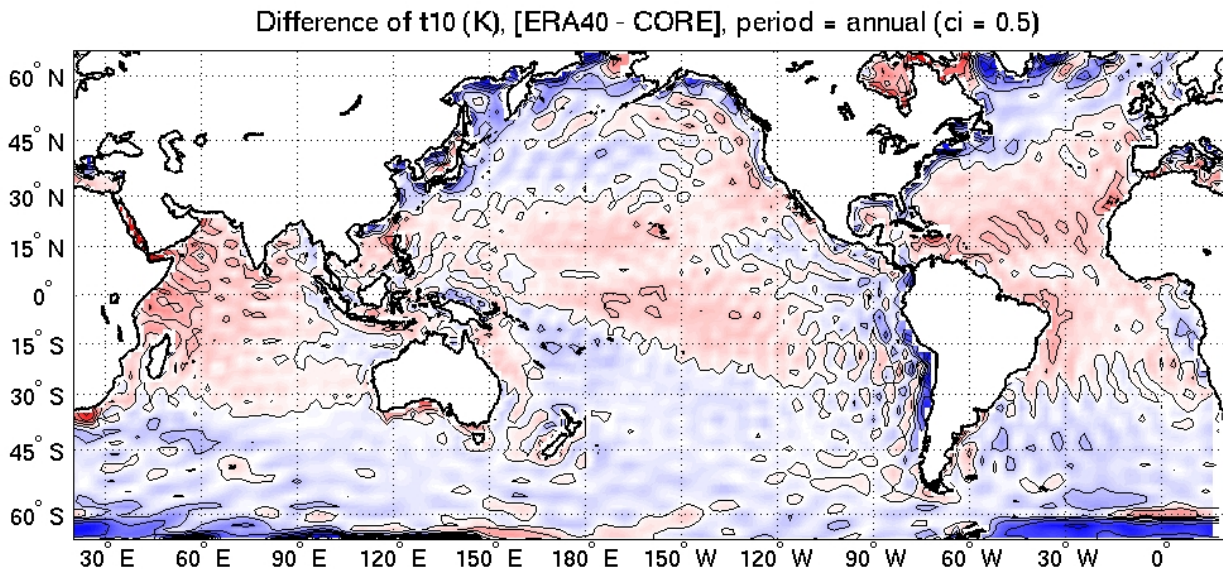 Difference of t10 (K), [ERA40 - CORE], period = annual (ci = 0.5)
60° N
45° N
30° N
15° N
0°
15° S
30° S
45° S
60° S
30° E 60° E 90° E 120° E 150° E 180° E 150° W 120° W 90° W 60° W 30° W 0°